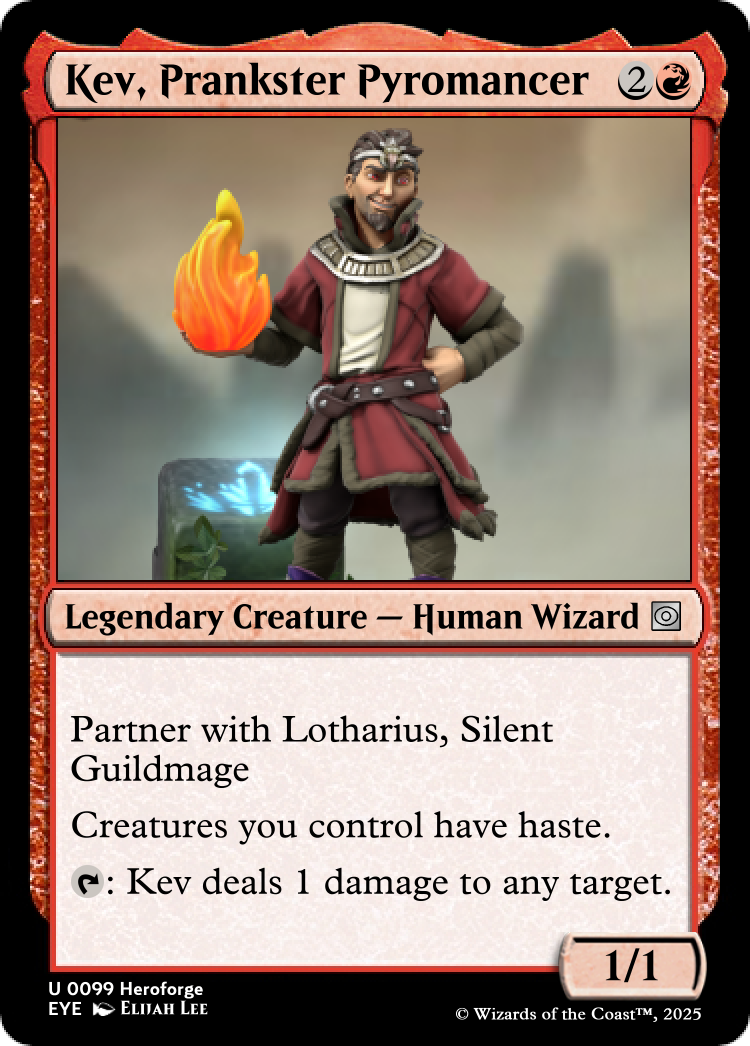 Kev, Prankster Pyromancer 2
Legendary Creature — Human Wizard
Partner with Lotharius, Silent
Guildmage
Creatures you control have haste.
: Kev deals 1 damage to any target.
1/1
U 0099 Heroforge
EYE Elijah Lee
© Wizards of the Coast™, 2025